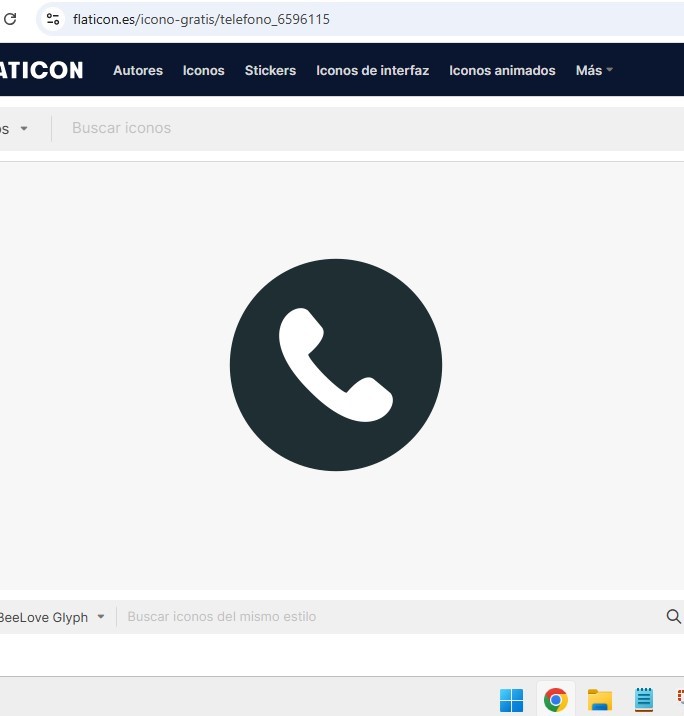 flaticon.es/icono-gratis/telefono_6596115
ATICON Autores Iconos Stickers Iconos de interfaz Iconos animados Más
os Buscar iconos
BeeLove Glyph Buscar iconos del mismo estilo